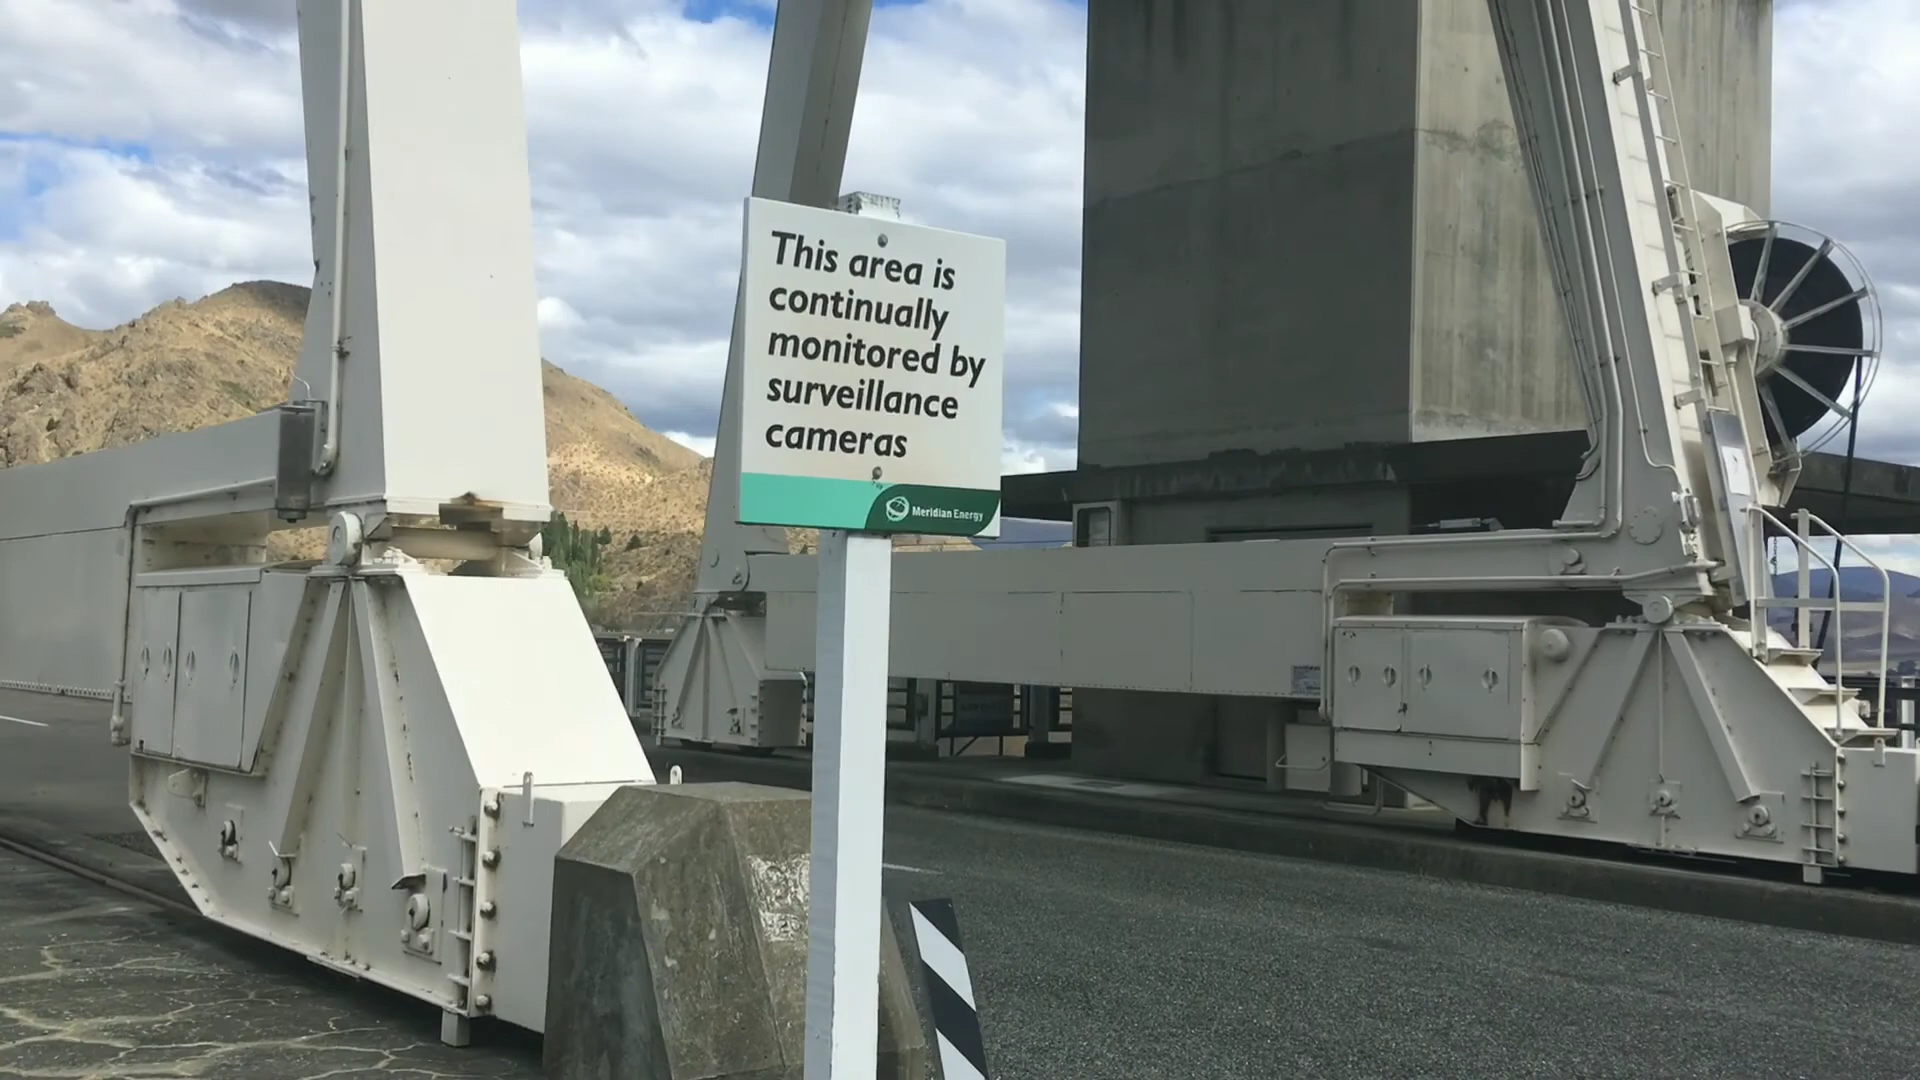 This area is
continually
monitored by
surveillance
cameras
Meridian Energy